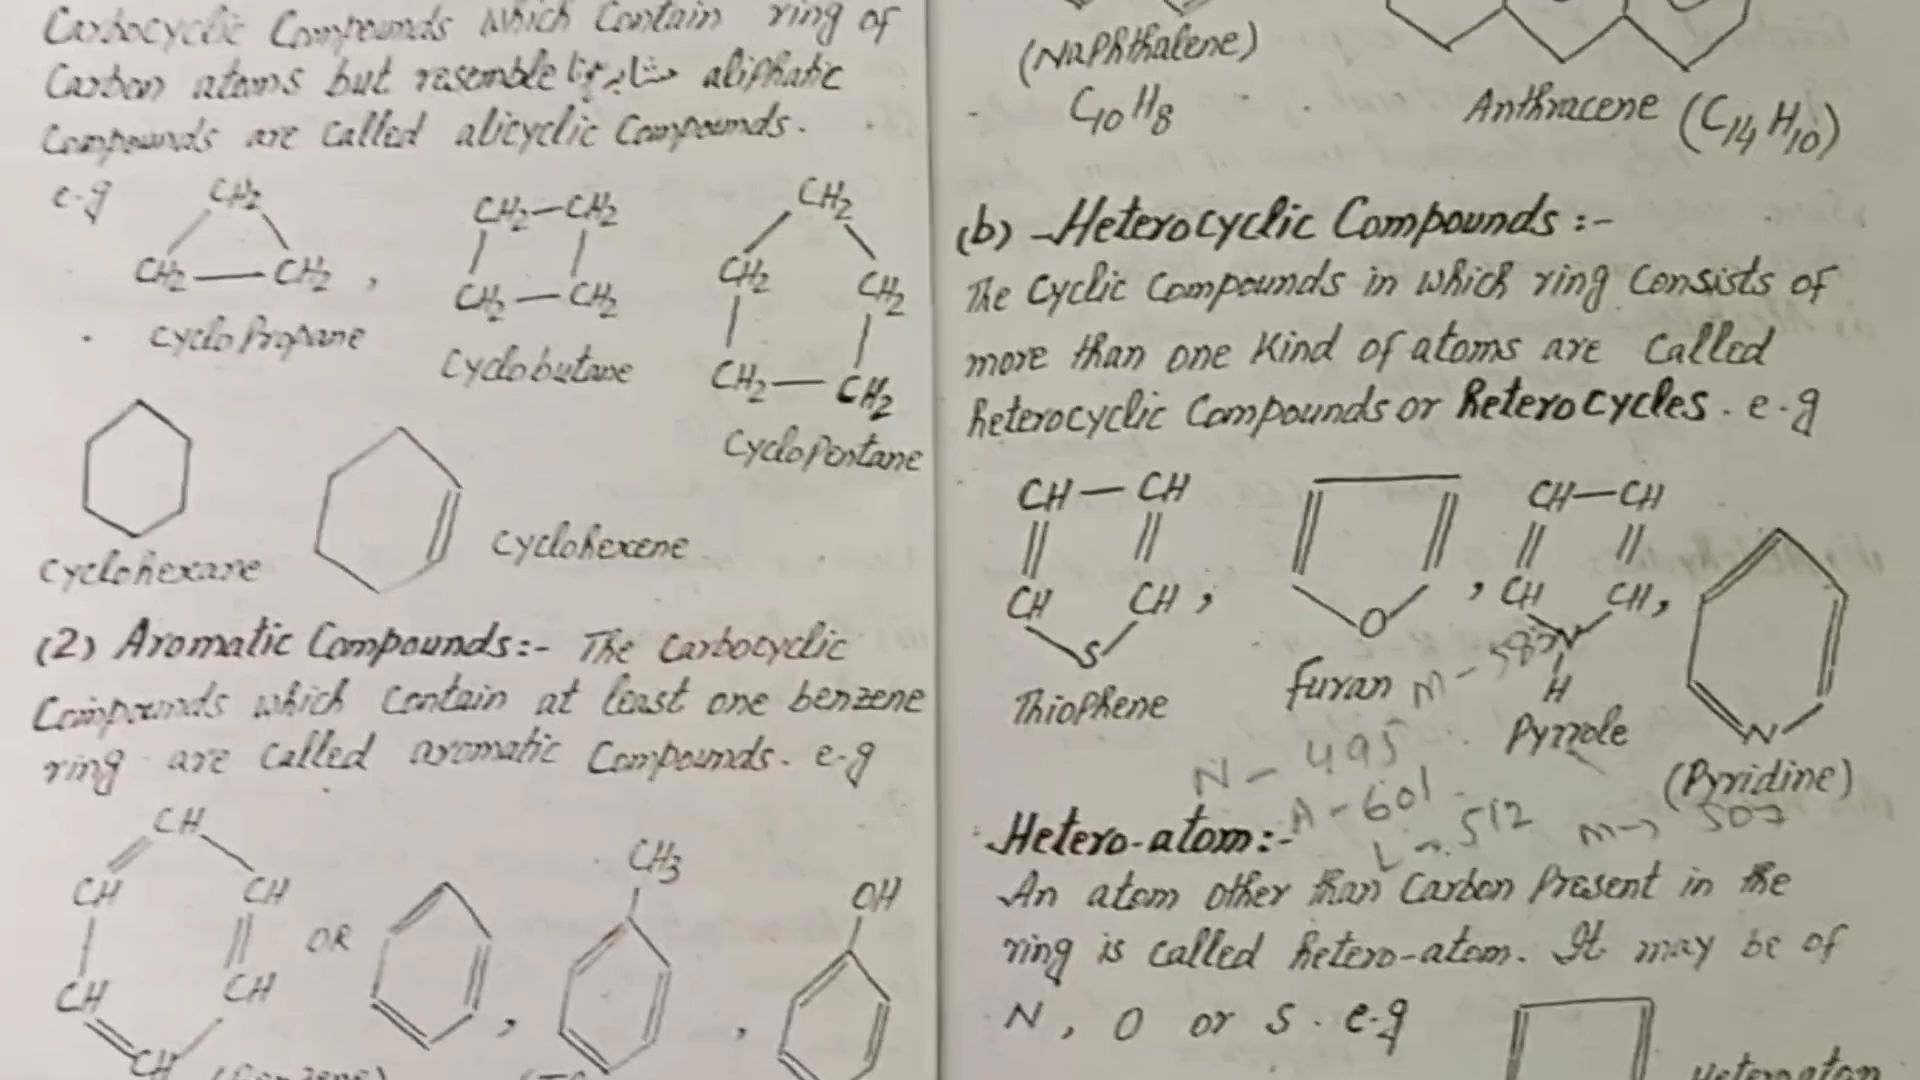 Carbocyclic Compounds which Contain ring of
Carbon atoms but resemble aliphatic
Compounds are called alicyclic Compounds.
e-g
CH2
CH2 CH2 ,
CycloPropane
CH2 CH2
CH2 CH2
Cyclobutane
CH2
CH2 CH2
CH2 CH2
CycloPentane
Cyclohexane
Cyclohexene
(2) Aromatic Compounds:- The Carbocyclic
Compounds which contain at least one benzene
ring are called aromatic Compounds. e-g
CH
CH CH
CH CH
CH
OR
,
CH3
,
OH
(Benzene)
(Naphthalene)
C10 H8
Anthracene (C14 H10)
(b) Heterocyclic Compounds :-
The Cyclic Compounds in which ring consists of
more than one kind of atoms are called
heterocyclic Compounds or heterocycles. e-g
CH CH
CH CH ,
S
Thiophene
O ,
Furan
CH CH
CH CH ,
N
H
Pyrrole
N
(Pyridine)
N - 495
A - 601
L 512
m 507
Hetero-atom:-
An atom other than Carbon Present in the
ring is called hetero-atom. It may be of
N, O or S. e-g
Heteroatom